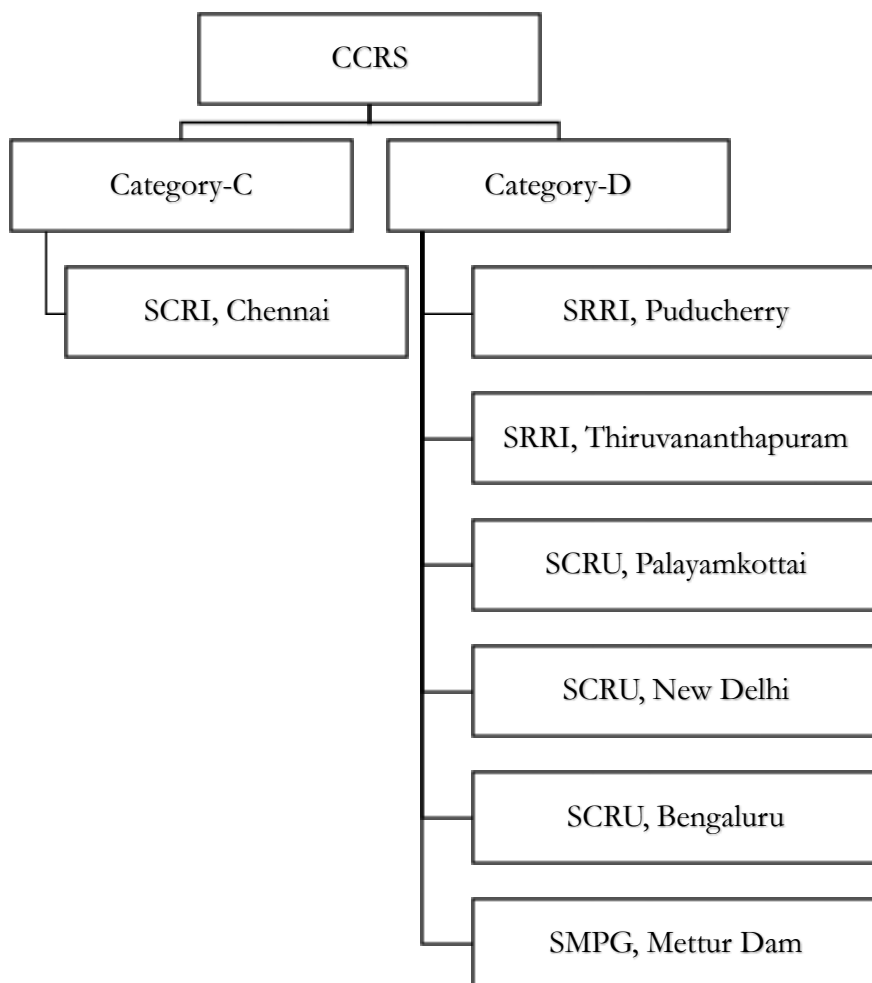 CCRS
Category-C
Category-D
SCRI, Chennai
SRRI, Puducherry
SRRI, Thiruvananthapuram
SCRU, Palayamkottai
SCRU, New Delhi
SCRU, Bengaluru
SMPG, Mettur Dam